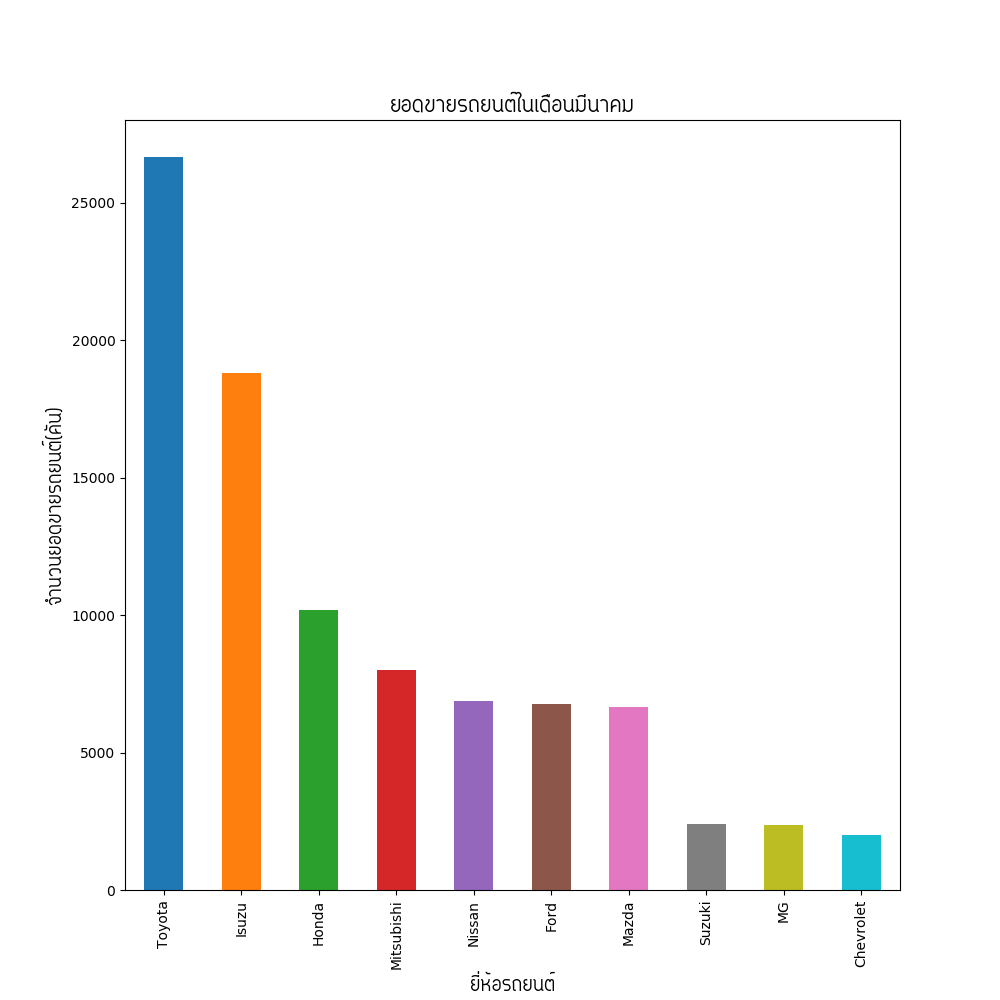 ยอดขายรถยนต์ในเดือนมีนาคม
จำนวนยอดขายรถยนต์(คัน)
25000
20000
15000
10000
5000
0
Toyota
Isuzu
Honda
Mitsubishi
Nissan
Ford
Mazda
Suzuki
MG
Chevrolet
ยี่ห้อรถยนต์